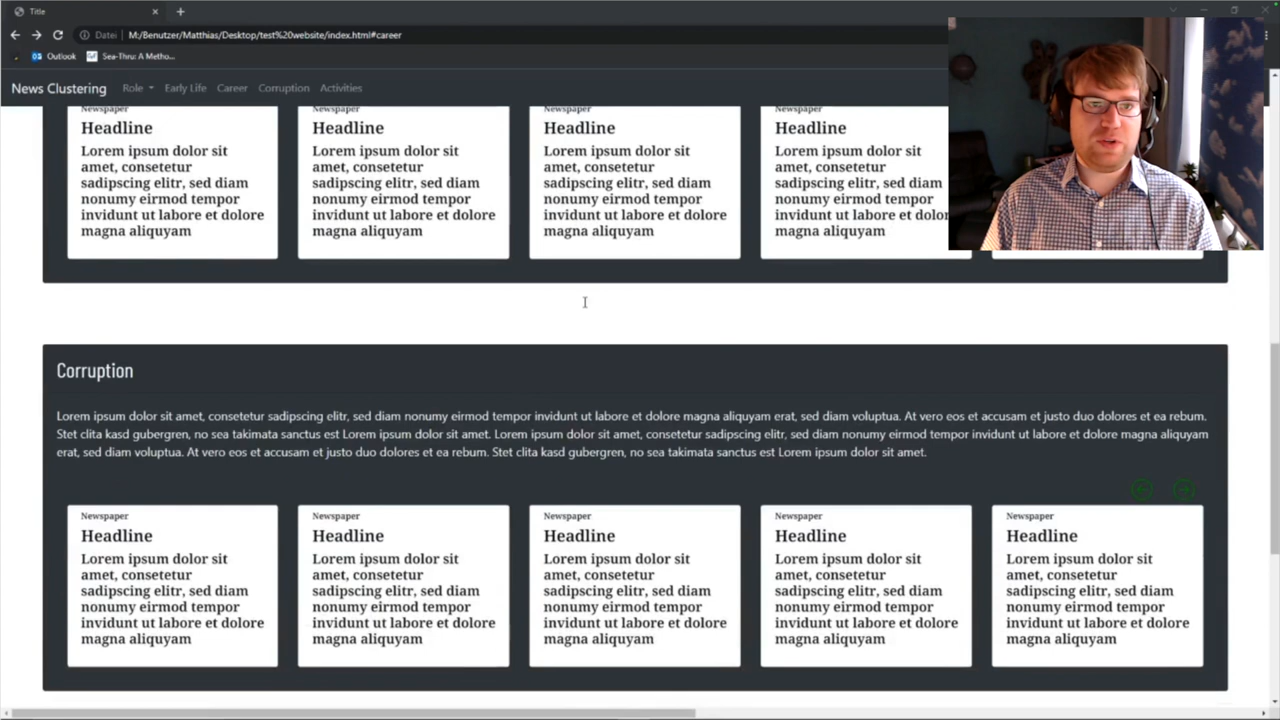 Title
Datei M:/Benutzer/Matthias/Desktop/test%20website/index.html#career
Outlook Sea-Thru: A Metho...
News Clustering Role Early Life Career Corruption Activities
Newspaper Newspaper Newspaper Newspaper
Headline Headline Headline Headline
Lorem ipsum dolor sit Lorem ipsum dolor sit Lorem ipsum dolor sit Lorem ipsum dolor sit
amet, consetetur amet, consetetur amet, consetetur amet, consetetur
sadipscing elitr, sed diam sadipscing elitr, sed diam sadipscing elitr, sed diam sadipscing elitr, sed diam
nonumy eirmod tempor nonumy eirmod tempor nonumy eirmod tempor nonumy eirmod tempor
invidunt ut labore et dolore invidunt ut labore et dolore invidunt ut labore et dolore invidunt ut labore et dolor
magna aliquyam magna aliquyam magna aliquyam magna aliquyam
Corruption
Lorem ipsum dolor sit amet, consetetur sadipscing elitr, sed diam nonumy eirmod tempor invidunt ut labore et dolore magna aliquyam erat, sed diam voluptua. At vero eos et accusam et justo duo dolores et ea rebum.
Stet clita kasd gubergren, no sea takimata sanctus est Lorem ipsum dolor sit amet. Lorem ipsum dolor sit amet, consetetur sadipscing elitr, sed diam nonumy eirmod tempor invidunt ut labore et dolore magna aliquyam
erat, sed diam voluptua. At vero eos et accusam et justo duo dolores et ea rebum. Stet clita kasd gubergren, no sea takimata sanctus est Lorem ipsum dolor sit amet.
Newspaper Newspaper Newspaper Newspaper Newspaper
Headline Headline Headline Headline Headline
Lorem ipsum dolor sit Lorem ipsum dolor sit Lorem ipsum dolor sit Lorem ipsum dolor sit Lorem ipsum dolor sit
amet, consetetur amet, consetetur amet, consetetur amet, consetetur amet, consetetur
sadipscing elitr, sed diam sadipscing elitr, sed diam sadipscing elitr, sed diam sadipscing elitr, sed diam sadipscing elitr, sed diam
nonumy eirmod tempor nonumy eirmod tempor nonumy eirmod tempor nonumy eirmod tempor nonumy eirmod tempor
invidunt ut labore et dolore invidunt ut labore et dolore invidunt ut labore et dolore invidunt ut labore et dolore invidunt ut labore et dolore
magna aliquyam magna aliquyam magna aliquyam magna aliquyam magna aliquyam